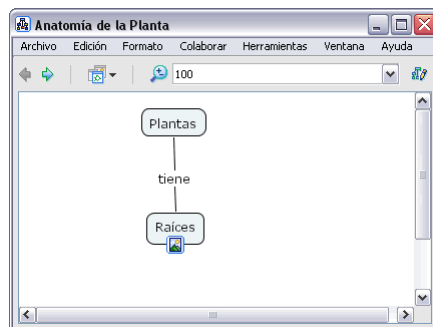 Anatomía de la Planta
Archivo Edición Formato Colaborar Herramientas Ventana Ayuda
100
Plantas
tiene
Raíces